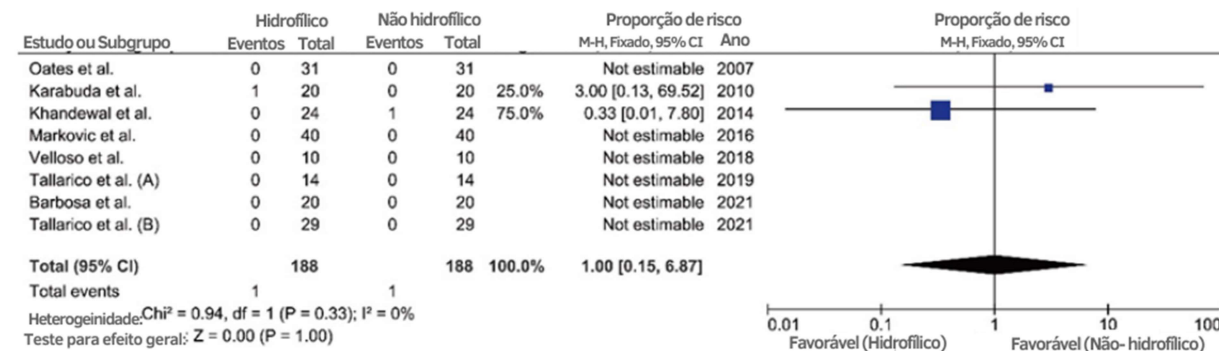 Hidrofílico Não hidrofílico Proporção de risco Proporção de risco
Estudo ou Subgrupo Eventos Total Eventos Total M-H, Fixado, 95% CI Ano M-H, Fixado, 95% CI
Oates et al. 0 31 0 31 Not estimable 2007
Karabuda et al. 1 20 0 20 25.0% 3.00 [0.13, 69.52] 2010
Khandewal et al. 0 24 1 24 75.0% 0.33 [0.01, 7.80] 2014
Markovic et al. 0 40 0 40 Not estimable 2016
Velloso et al. 0 10 0 10 Not estimable 2018
Tallarico et al. (A) 0 14 0 14 Not estimable 2019
Barbosa et al. 0 20 0 20 Not estimable 2021
Tallarico et al. (B) 0 29 0 29 Not estimable 2021
Total (95% CI) 188 188 100.0% 1.00 [0.15, 6.87]
Total events 1 1
Heterogeinidade: Chi² = 0.94, df = 1 (P = 0.33); I² = 0%
Teste para efeito geral: Z = 0.00 (P = 1.00)
0.01 0.1 1 10 100
Favorável (Hidrofílico) Favorável (Não- hidrofílico)